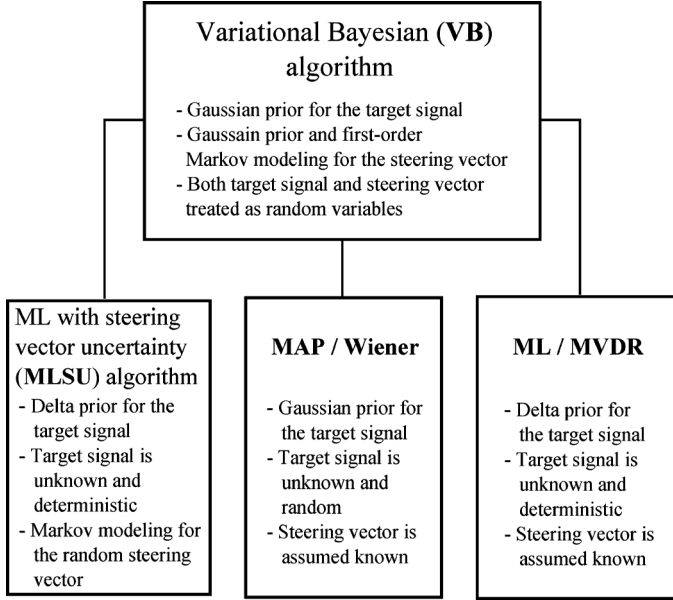 Variational Bayesian (VB)
algorithm
- Gaussian prior for the target signal
- Gaussain prior and first-order
Markov modeling for the steering vector
- Both target signal and steering vector
treated as random variables
ML with steering
vector uncertainty
(MLSU) algorithm
- Delta prior for the
target signal
- Target signal is
unknown and
deterministic
- Markov modeling for
the random steering
vector
MAP / Wiener
- Gaussian prior for
the target signal
- Target signal is
unknown and
random
- Steering vector is
assumed known
ML / MVDR
- Delta prior for
the target signal
- Target signal is
unknown and
deterministic
- Steering vector is
assumed known